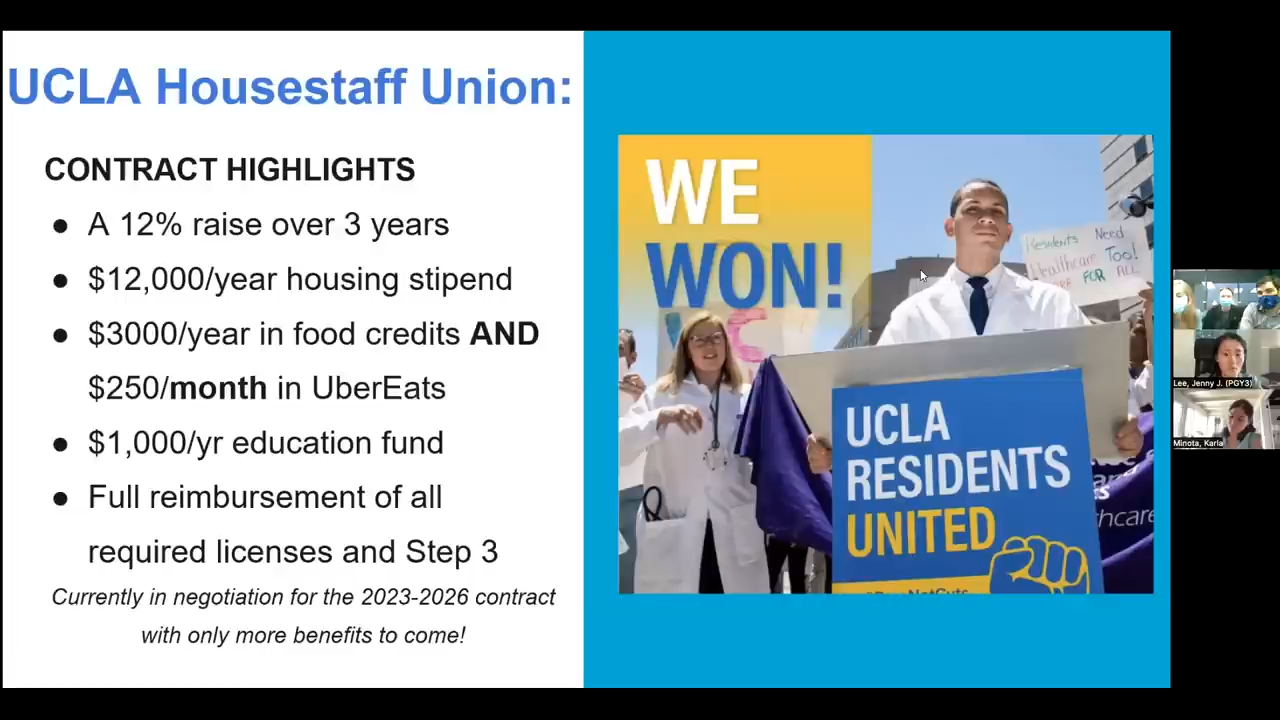 UCLA Housestaff Union:
CONTRACT HIGHLIGHTS
● A 12% raise over 3 years
● $12,000/year housing stipend
● $3000/year in food credits AND
$250/month in UberEats
● $1,000/yr education fund
● Full reimbursement of all
required licenses and Step 3
Currently in negotiation for the 2023-2026 contract
with only more benefits to come!
WE
WON!
Residents Need
Healthcare Too!
FOR ALL
UCLA
RESIDENTS
UNITED
Lee, Jenny J. (PGY3)
Minota, Karla